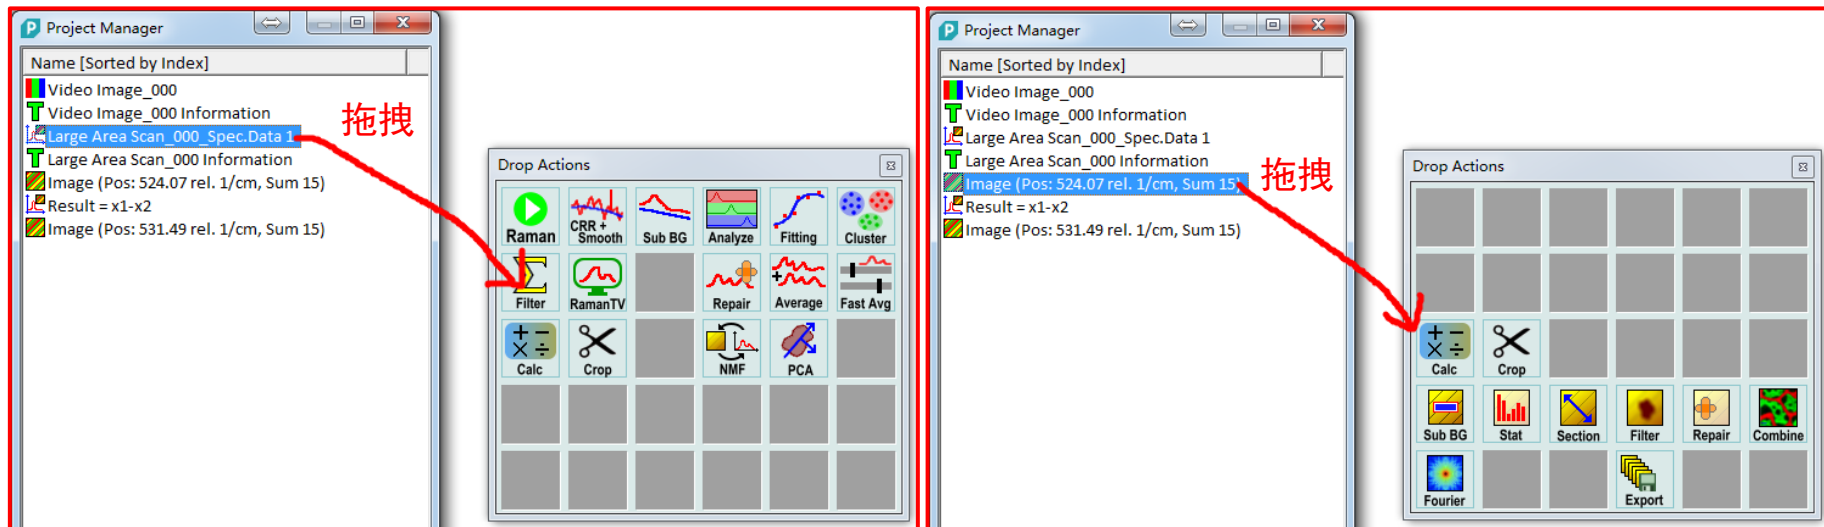 Project Manager
Name [Sorted by Index]
Video Image_000
Video Image_000 Information
Large Area Scan_000_Spec.Data 1
Large Area Scan_000 Information
Image (Pos: 524.07 rel. 1/cm, Sum 15)
Result = x1-x2
Image (Pos: 531.49 rel. 1/cm, Sum 15)
拖拽
Drop Actions
Raman CRR + Smooth Sub BG Analyze Fitting Cluster
Filter RamanTV Repair Average Fast Avg
Calc Crop NMF PCA
Project Manager
Name [Sorted by Index]
Video Image_000
Video Image_000 Information
Large Area Scan_000_Spec.Data 1
Large Area Scan_000 Information
Image (Pos: 524.07 rel. 1/cm, Sum 15)
Result = x1-x2
Image (Pos: 531.49 rel. 1/cm, Sum 15)
拖拽
Drop Actions
Calc Crop
Sub BG Stat Section Filter Repair Combine
Fourier Export